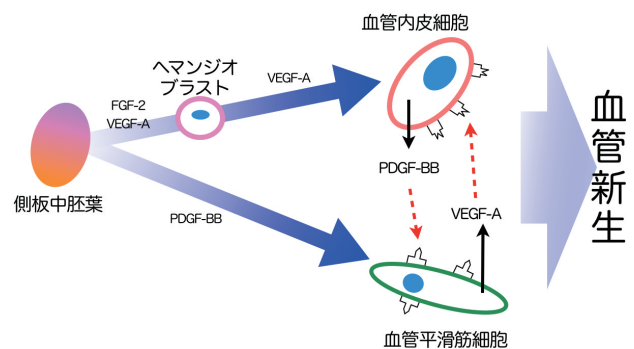 血管内皮細胞
ヘマンジオ
ブラスト
VEGF-A
FGF-2
VEGF-A
側板中胚葉
PDGF-BB
PDGF-BB
VEGF-A
血管平滑筋細胞
血管新生